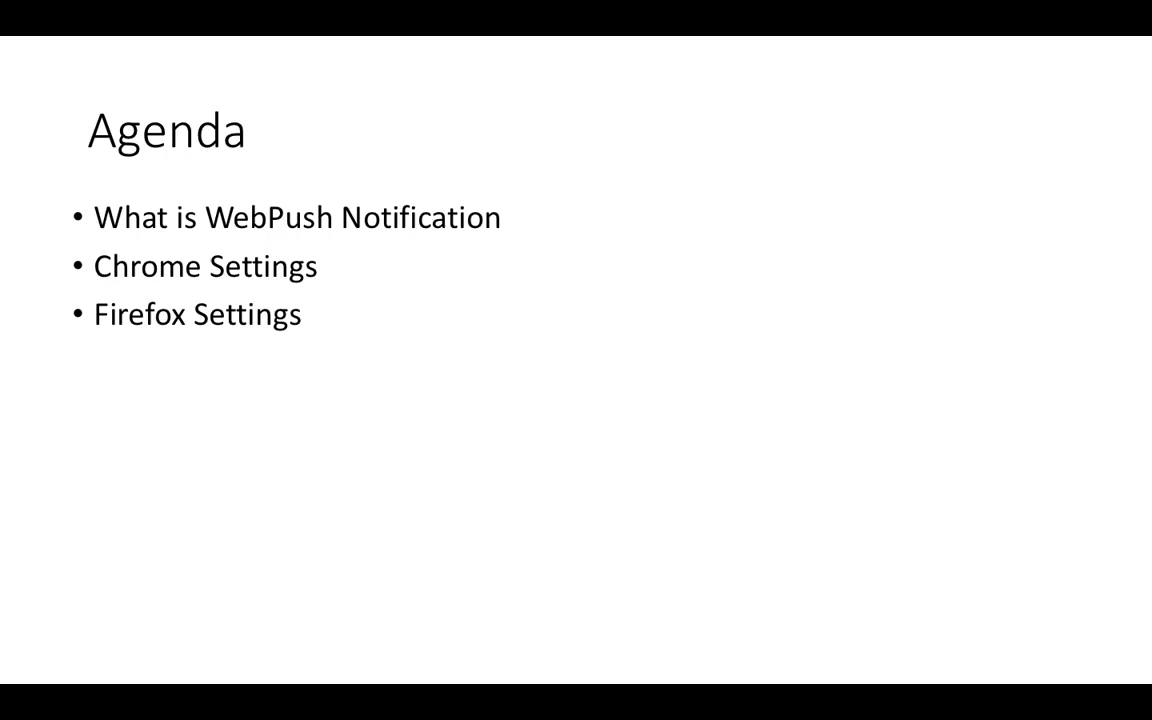 Agenda
• What is WebPush Notification
• Chrome Settings
• Firefox Settings